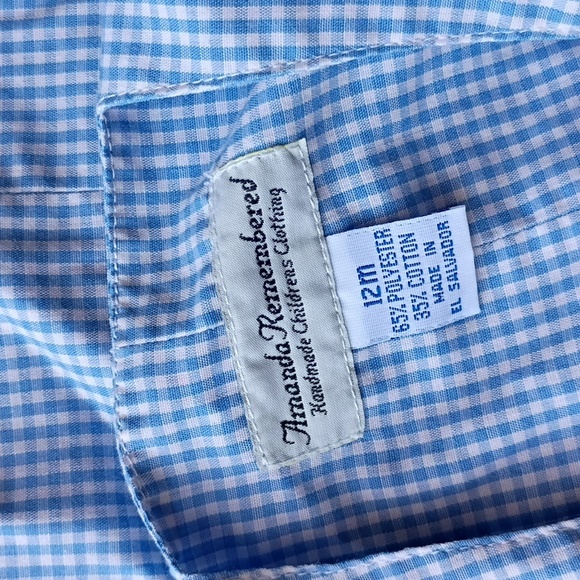 Amanda Remembered
Handmade Childrens Clothing
12M
65% POLYESTER
35% COTTON
MADE IN
EL SALVADOR